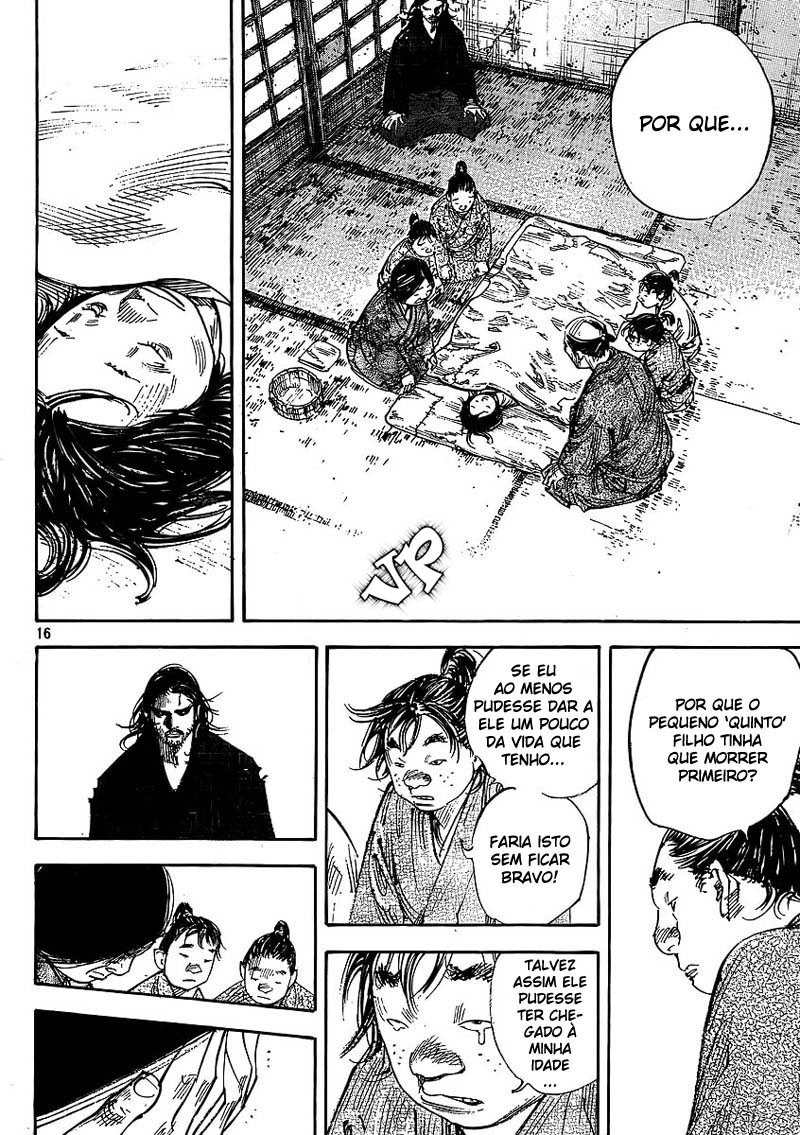 POR QUE...
VP
16
POR QUE O
PEQUENO 'QUINTO'
FILHO TINHA
QUE MORRER
PRIMEIRO?
SE EU
AO MENOS
PUDESSE DAR A
ELE UM POUCO
DA VIDA QUE
TENHO...
FARIA ISTO
SEM FICAR
BRAVO!
TALVEZ
ASSIM ELE
PUDESSE
TER CHE-
GADO À
MINHA
IDADE
...